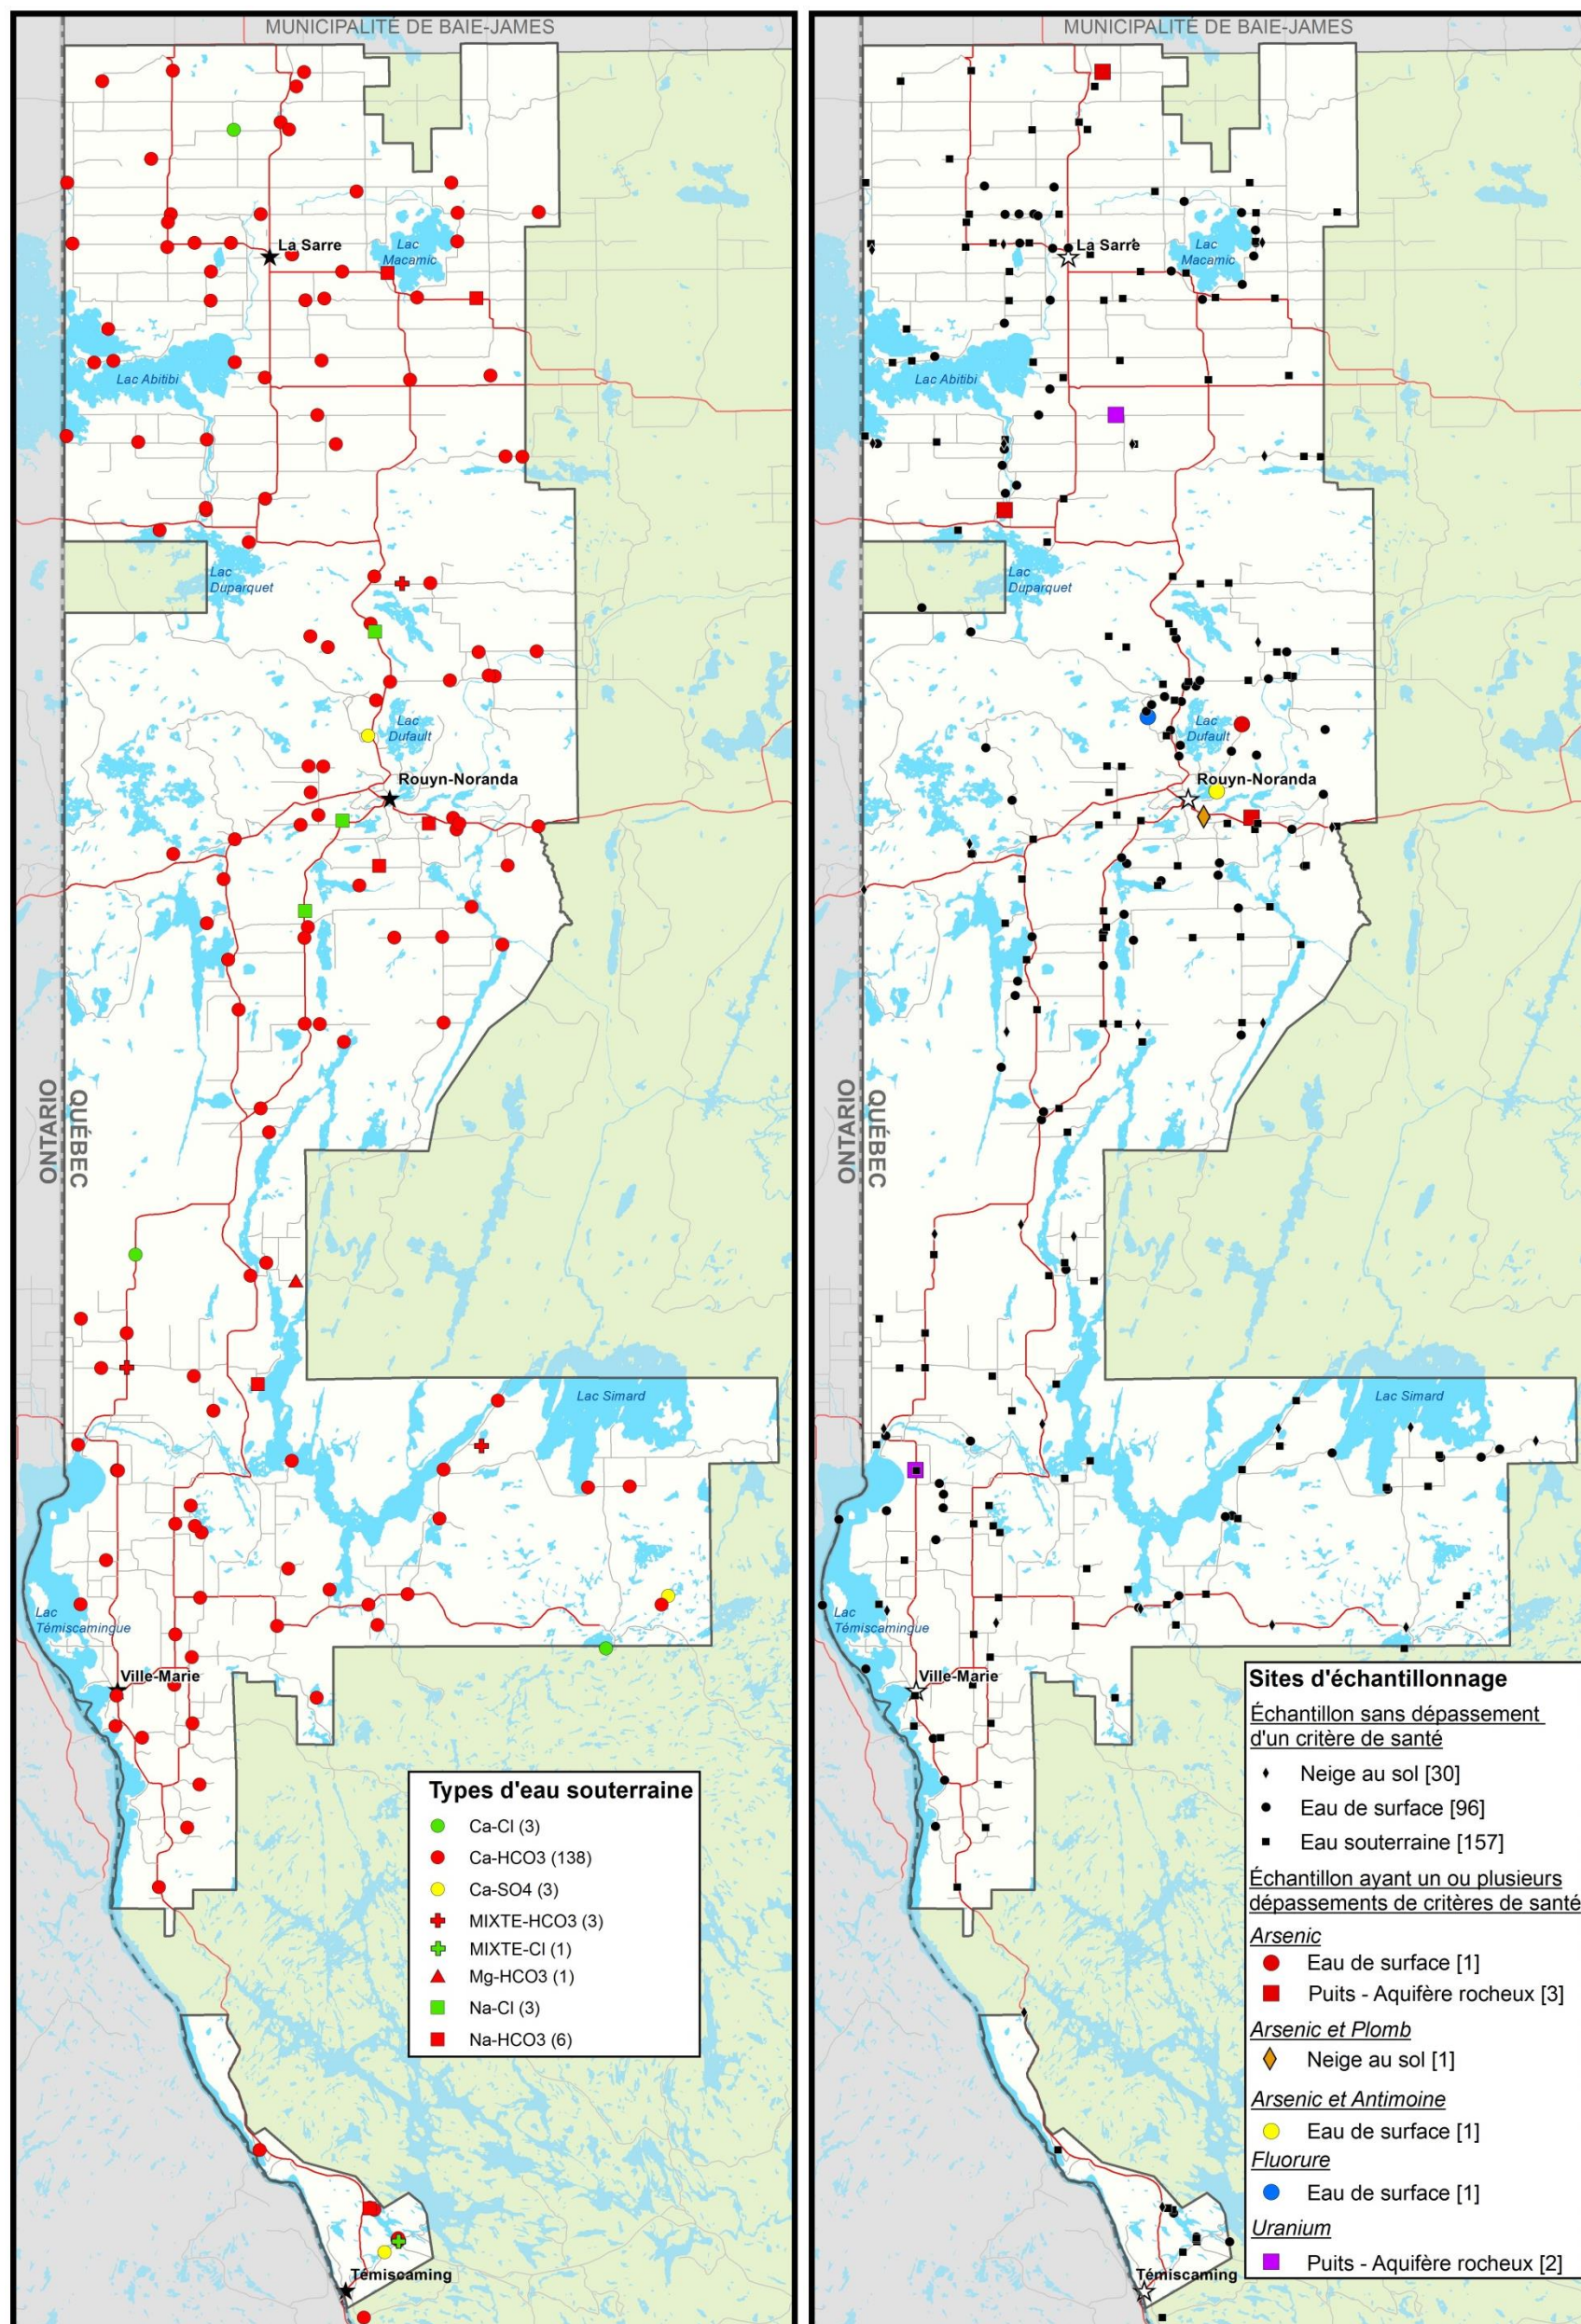 MUNICIPALITÉ DE BAIE-JAMES
La Sarre
Lac
Macamic
Lac Abitibi
Lac
Duparquet
Lac
Dufault
Rouyn-Noranda
ONTARIO
QUÉBEC
Lac Simard
Lac
Témiscamingue
Ville-Marie
Types d'eau souterraine
Ca-Cl (3)
Ca-HCO3 (138)
Ca-SO4 (3)
MIXTE-HCO3 (3)
MIXTE-Cl (1)
Mg-HCO3 (1)
Na-Cl (3)
Na-HCO3 (6)
Témiscaming
MUNICIPALITÉ DE BAIE-JAMES
La Sarre
Lac
Macamic
Lac Abitibi
Lac
Duparquet
Lac
Dufault
Rouyn-Noranda
ONTARIO
QUÉBEC
Lac Simard
Lac
Témiscamingue
Ville-Marie
Sites d'échantillonnage
Échantillon sans dépassement
d'un critère de santé
Neige au sol [30]
Eau de surface [96]
Eau souterraine [157]
Échantillon ayant un ou plusieurs
dépassements de critères de santé
Arsenic
Eau de surface [1]
Puits - Aquifère rocheux [3]
Arsenic et Plomb
Neige au sol [1]
Arsenic et Antimoine
Eau de surface [1]
Fluorure
Eau de surface [1]
Uranium
Puits - Aquifère rocheux [2]
Témiscaming